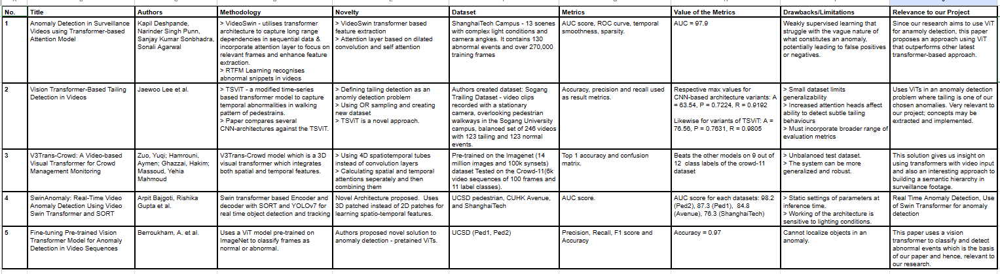 No.
Title
Authors
Methodology
Novelty
Dataset
Metrics
Value of the Metrics
Drawbacks/Limitations
Relevance to our Project
1
Anomaly Detection in Surveillance
Videos using Transformer-based
Attention Model
Kapil Deshpande,
Narinder Singh Punn,
Sanjay Kumar Sonbhadra,
Sonali Agarwal
> VideoSwin - utilises transformer
architecture to capture long range
dependencies in sequential data &
incorporate attention layer to focus on
relevant frames and enhance feature
extraction.
> RTFM Learning recognises
abnormal snippets in videos
> VideoSwin transformer based
feature extraction
> Attention layer based on dilated
convolution and self attention
ShanghaiTech Campus - 13 scenes
with complex light conditions and
camera angkes. It contains 130
abnormal events and over 270,000
training frames
AUC score, ROC curve, temporal
smoothness, sparsity.
AUC = 97.9
Weakly supervised learning that
struggle with the vague nature of
what constitutes an anomaly,
potentially leading to false positives
or negatives.
Since our research aims to use ViT
for anamoly detection, this paper
proposes an approach using ViT
that outperforms other latest
transformer-based approach.
2
Vision Transformer-Based Tailing
Detection in Videos
Jaewoo Lee et al.
> TSViT - a modified time-series
based transformer model to capture
temporal abnormalities in walking
pattern of pedestrains.
> Paper compares several
CNN-architectures against the TSViT.
> Defining tailing detection as an
anomly detection problem
> Using OR sampling and creating
new dataset
> TSViT is a novel approach.
Authors created dataset: Sogang
Trailing Dataset - video clips
recorded with a stationary
camera, overlooking pedestrian
walkways in the Sogang University
campus, balanced set of 246 videos
with 123 tailing and 123 normal
events.
Accuracy, precision and recall used
as result metrics.
Respective max values for
CNN-based architecture variants: A
= 63.54, P = 0.7224, R = 0.9192
Likewise for variants of TSViT: A =
76.56, P = 0.7631, R = 0.9805
> Small dataset limits
generalizability
> Increased attention heads affect
ability to detect subtle tailing
behaviours
> Must incorporate broader range of
evaluation metrics
Uses ViTs in an anomaly detection
problem where tailing is one of our
chosen anomalies. Very relevant to
our project; concepts may be
extracted and implemented.
3
V3Trans-Crowd: A Video-based
Visual Transformer for Crowd
Management Monitoring
Zuo, Yuqi; Hamrouni,
Aymen; Ghazzai, Hakim;
Massoud, Yehia
Mahmoud
V3Trans-Crowd model which is a 3D
visual transformer which integrates
both spatial and temporal features.
> Using 4D spatiotemporal tubes
instead of convolution layers
> Calculating spatial and temporal
attentions seperately and then
combining them
Pre-trained on the Imagenet (14
million images and 100k synsets)
dataset Tested on the Crowd-11(6k
video sequences of 100 frames and
11 label classes).
Top 1 accuracy and confusion
matrix.
Beats the other models on 9 out of
12 class labels of the crowd-11
dataset
> Unbalanced test dataset.
> The system can be more
generalized and robust.
This solution gives us insight on
using transformers with video input
and also an interesting approach to
building a semantic hierarchy in
surveillance footage.
4
SwinAnomaly: Real-Time Video
Anomaly Detection Using Video
Swin Transformer and SORT
Arpit Bajgoti, Rishika
Gupta et al.
Swin transformer based Encoder and
decoder with SORT and YOLOv7 for
real time object detection and tracking
Novel Architecture proposed. Uses
3D patched instead of 2D patches for
learning spatio-temporal features.
UCSD pedestrian, CUHK Avenue,
and ShanghaiTech
AUC score.
AUC score for each datasets: 98.2
(Ped2), 87.3 (Ped1), 84.8
(Avenue), 76.3 (ShanghaiTech)
> Static settings of parameters at
inference time.
> Working of the architecture is
sensitive to lighting conditions.
Real Time Anomaly Detection, Use
of Swin Transformer for anomaly
detection
5
Fine-tuning Pre-trained Vision
Transformer Model for Anomaly
Detection in Video Sequences
Berroukham, A. et al.
Uses a ViT model pre-trained on
ImageNet to classify frames as
normal or abnormal.
Authors proposed novel solution to
anomaly detection - pretained ViTs.
UCSD (Ped1, Ped2)
Precision, Recall, F1 score and
Accuracy
Accuracy = 0.97
Cannot localize objects in an
anomaly.
This paper uses a vision
transformer to classify and detect
abnormal events which is the basis
of our paper and hence, relevant to
our research.